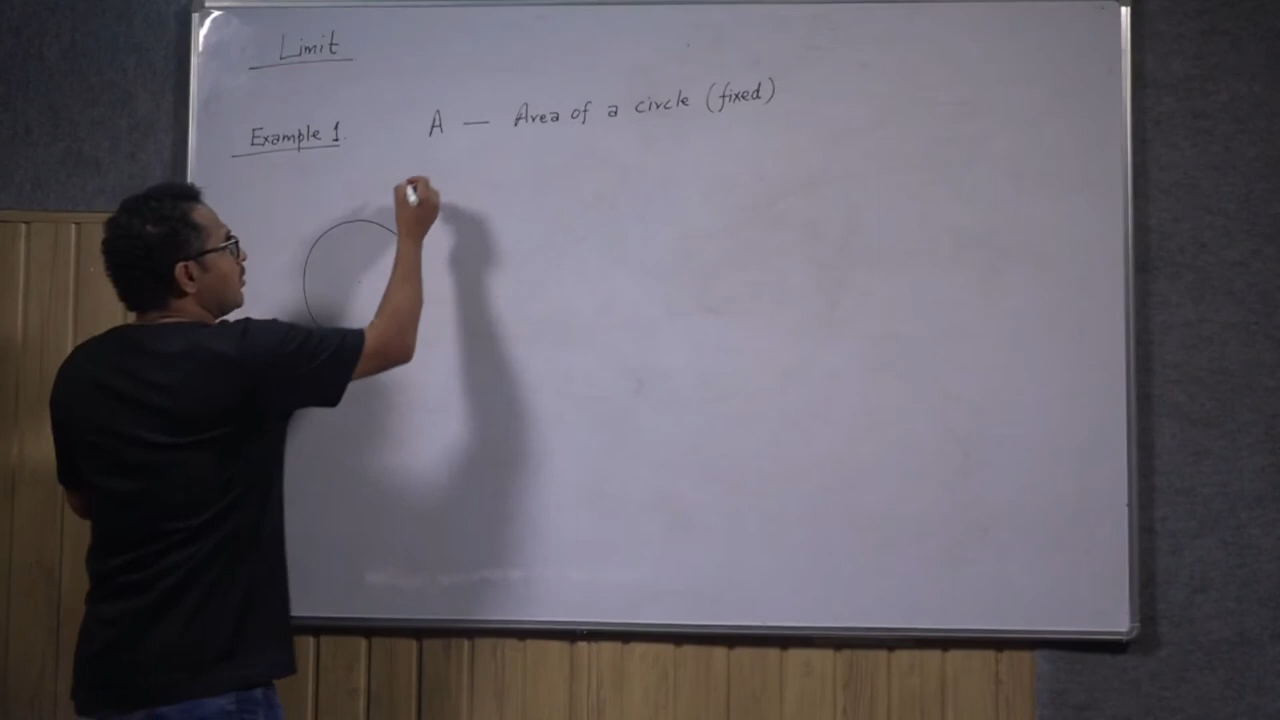 Limit
Example 1. A — Area of a circle (fixed)